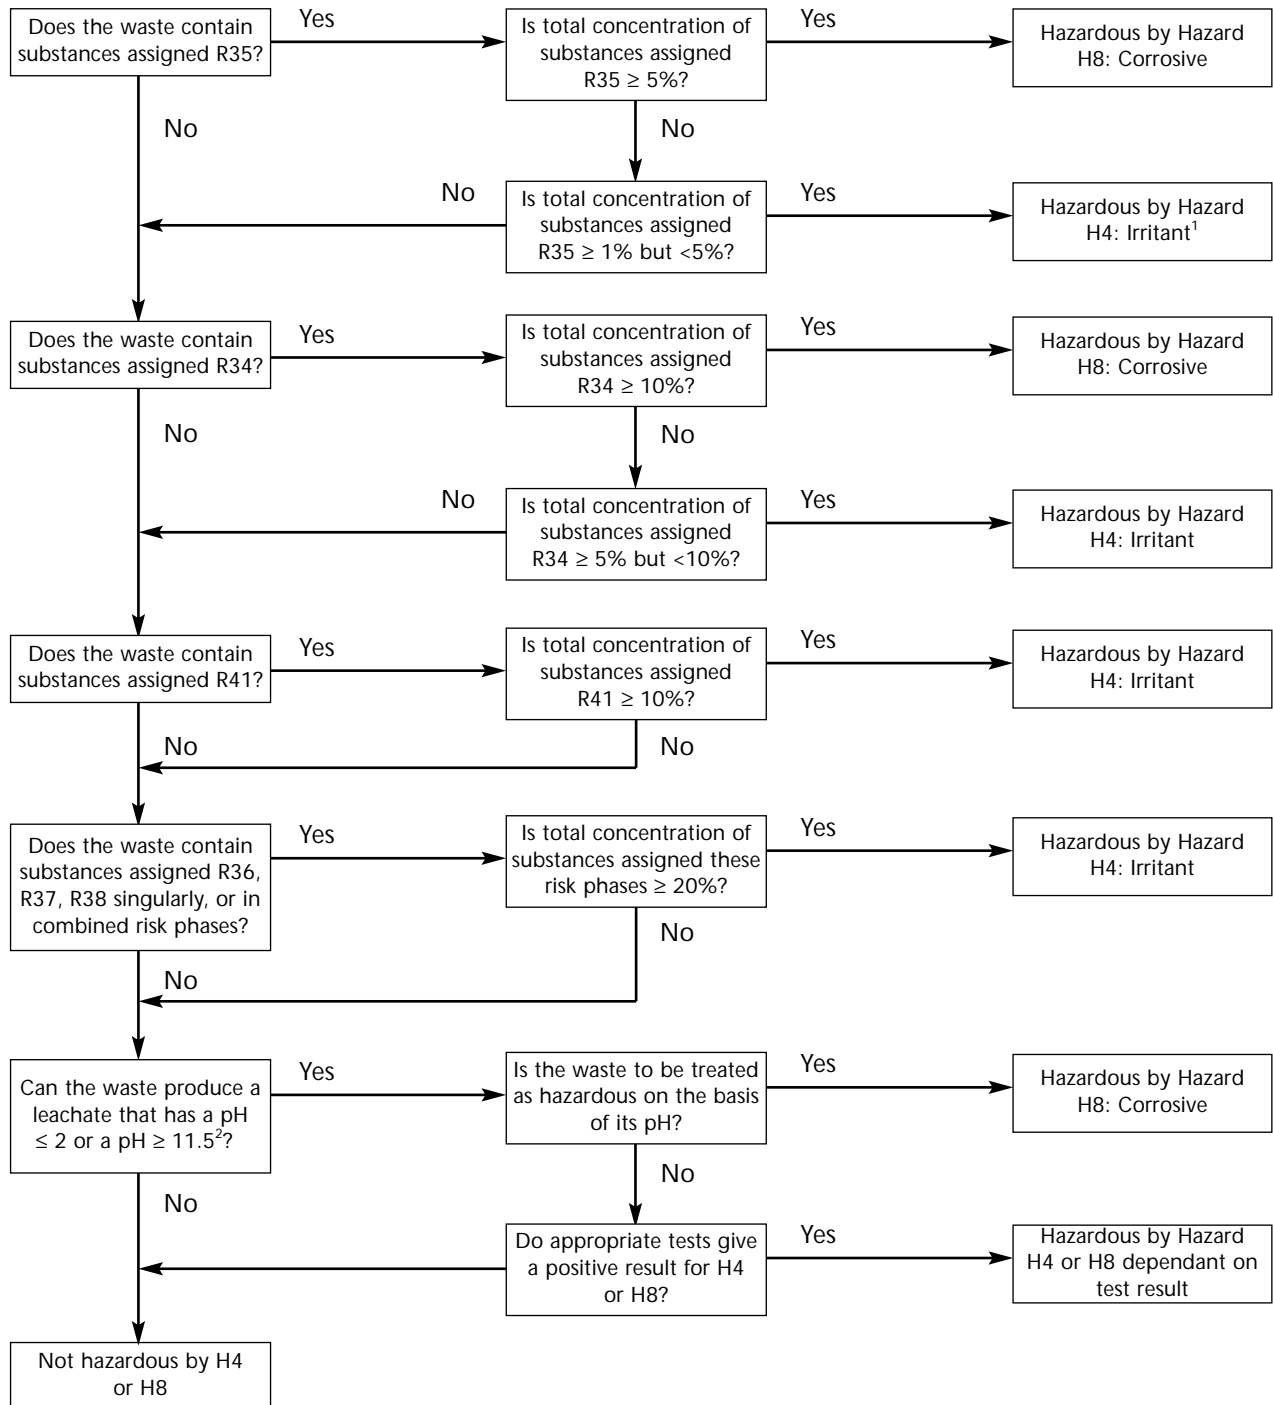 Does the waste contain
substances assigned R35?
Yes
Is total concentration of
substances assigned
R35 ≥ 5%?
Yes
Hazardous by Hazard
H8: Corrosive
No
No
Is total concentration of
substances assigned
R35 ≥ 1% but <5%?
No
Yes
Hazardous by Hazard
H4: Irritant¹
Does the waste contain
substances assigned R34?
Yes
Is total concentration of
substances assigned
R34 ≥ 10%?
Yes
Hazardous by Hazard
H8: Corrosive
No
No
Is total concentration of
substances assigned
R34 ≥ 5% but <10%?
No
Yes
Hazardous by Hazard
H4: Irritant
Does the waste contain
substances assigned R41?
Yes
Is total concentration of
substances assigned
R41 ≥ 10%?
Yes
Hazardous by Hazard
H4: Irritant
No
No
Does the waste contain
substances assigned R36,
R37, R38 singularly, or in
combined risk phases?
Yes
Is total concentration of
substances assigned these
risk phases ≥ 20%?
Yes
Hazardous by Hazard
H4: Irritant
No
No
Can the waste produce a
leachate that has a pH
≤ 2 or a pH ≥ 11.5²?
Yes
Is the waste to be treated
as hazardous on the basis
of its pH?
Yes
Hazardous by Hazard
H8: Corrosive
No
No
Do appropriate tests give
a positive result for H4
or H8?
Yes
Hazardous by Hazard
H4 or H8 dependant on
test result
Not hazardous by H4
or H8